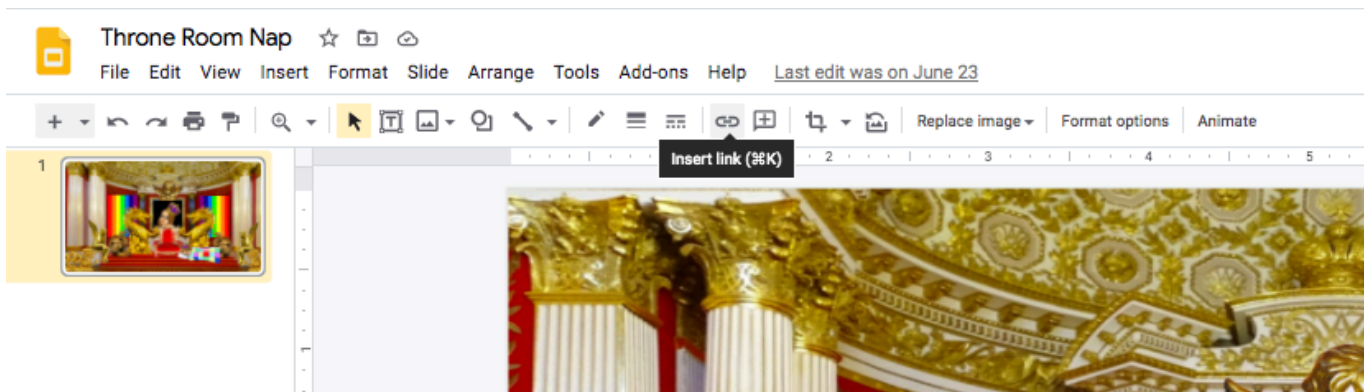 Throne Room Nap
File Edit View Insert Format Slide Arrange Tools Add-ons Help Last edit was on June 23
Replace image Format options Animate
1
Insert link (⌘K)
2 3 4 5
1